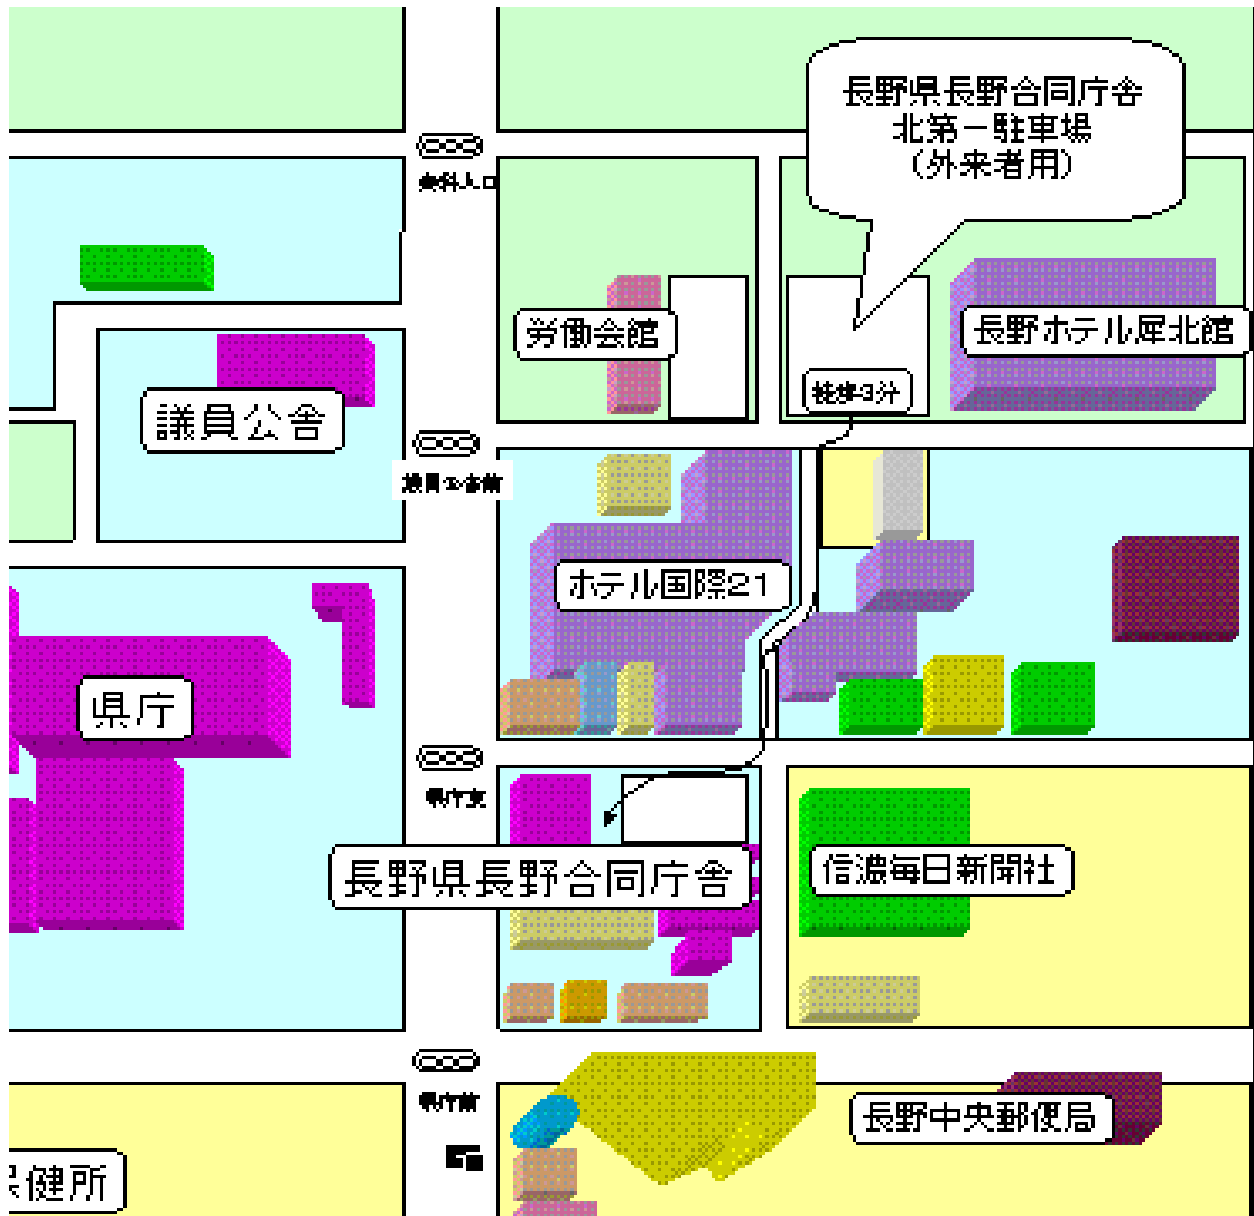 長野県長野合同庁舎
北第一駐車場
(外来者用)
労働会館
長野ホテル犀北館
徒歩3分
議員公舎
ホテル国際21
県庁
県庁東
長野県長野合同庁舎
信濃毎日新聞社
県庁前
長野中央郵便局
保健所